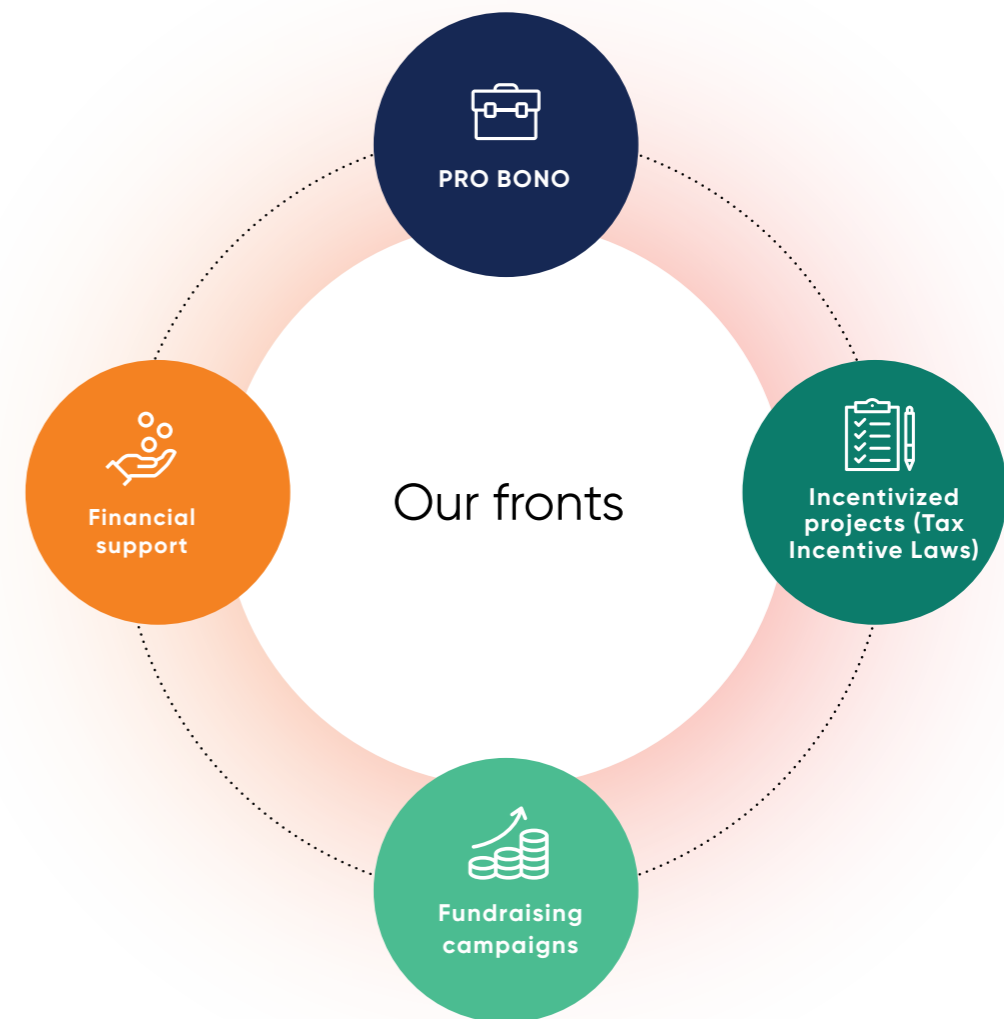 PRO BONO
Financial
support
Our fronts
Incentivized
projects (Tax
Incentive Laws)
Fundraising
campaigns